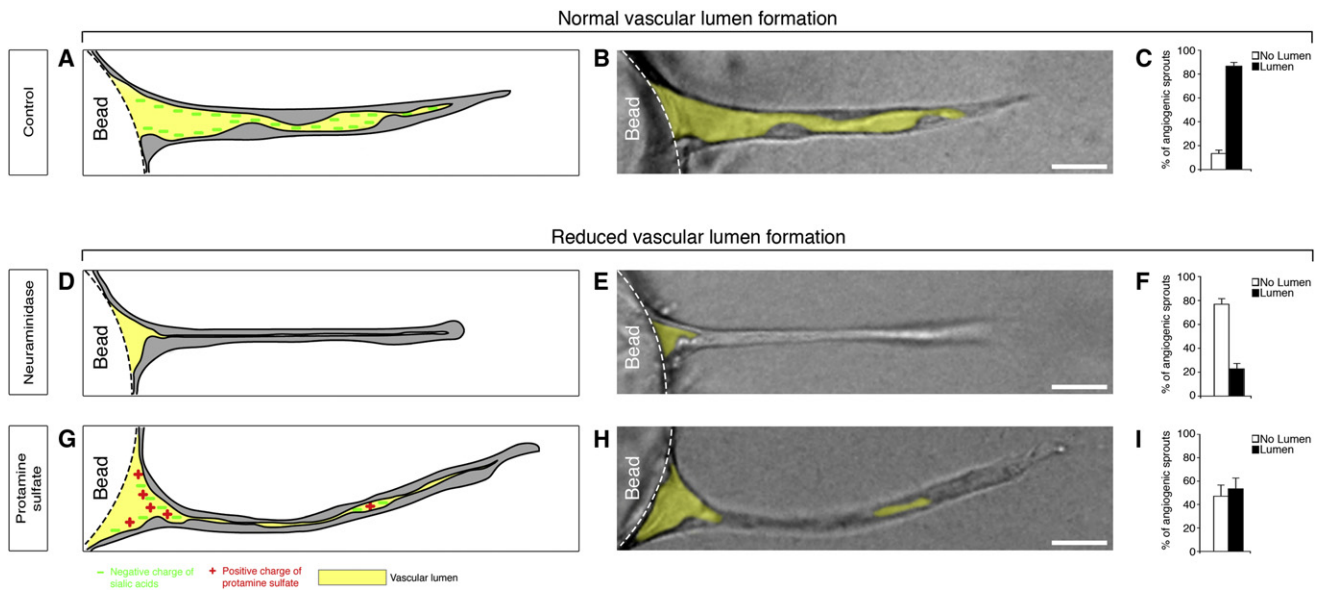 Normal vascular lumen formation
Control
A
Bead
B
Bead
C
% of angiogenic sprouts
100
80
60
40
20
0
No Lumen
Lumen
Reduced vascular lumen formation
Neuraminidase
D
Bead
E
Bead
F
% of angiogenic sprouts
100
80
60
40
20
0
No Lumen
Lumen
Protamine
sulfate
G
Bead
H
Bead
I
% of angiogenic sprouts
100
80
60
40
20
0
No Lumen
Lumen
- Negative charge of
sialic acids
+ Positive charge of
protamine sulfate
Vascular lumen